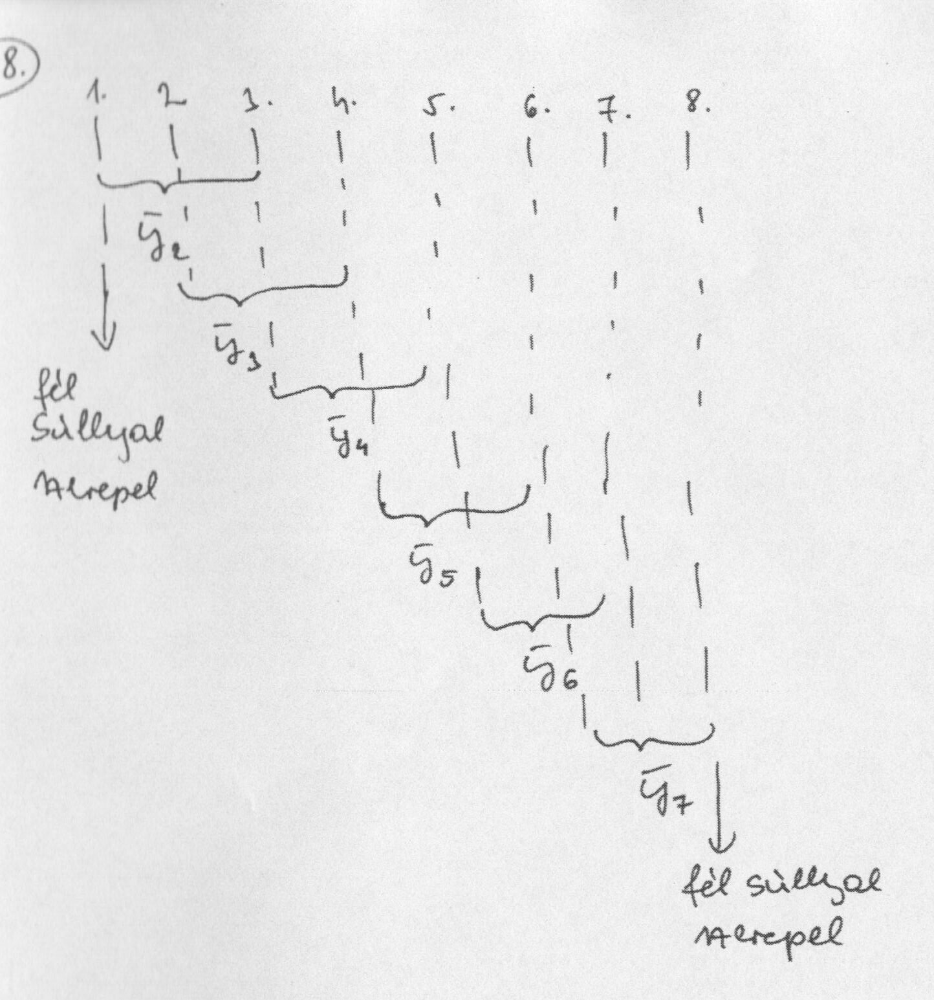 8.
1. 2 3. 4. 5. 6. 7. 8.
ȳ2
ȳ3
ȳ4
ȳ5
ȳ6
ȳ7
fél
súllyal
szerepel
fél súllyal
szerepel